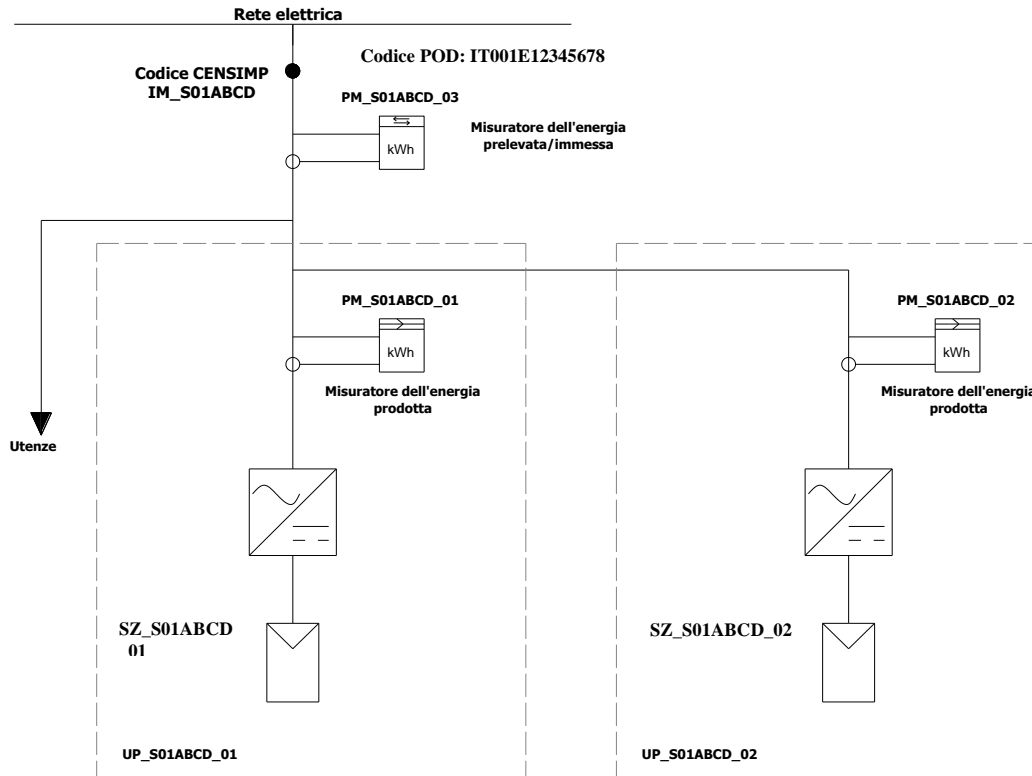 Rete elettrica
Codice POD: IT001E12345678
Codice CENSIMP
IM_S01ABCD
PM_S01ABCD_03
Misuratore dell'energia
prelevata/immessa
kWh
PM_S01ABCD_01
kWh
Misuratore dell'energia
prodotta
PM_S01ABCD_02
kWh
Misuratore dell'energia
prodotta
Utenze
SZ_S01ABCD
01
SZ_S01ABCD_02
UP_S01ABCD_01
UP_S01ABCD_02